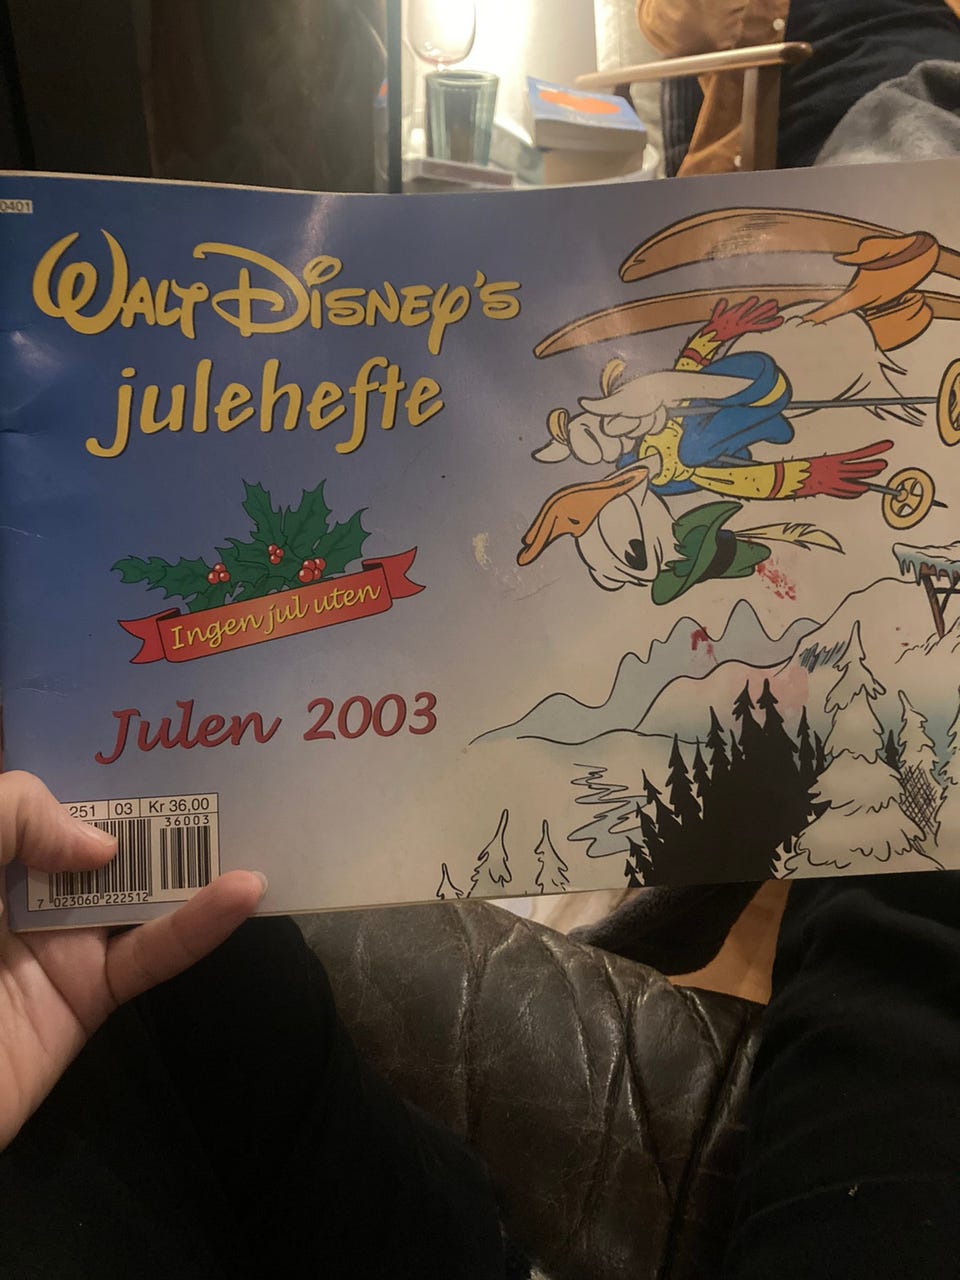 0401
WALT DISNEY'S
julehefte
Ingen jul uten
Julen 2003
251 03 Kr 36,00
36003
7 023060 222512